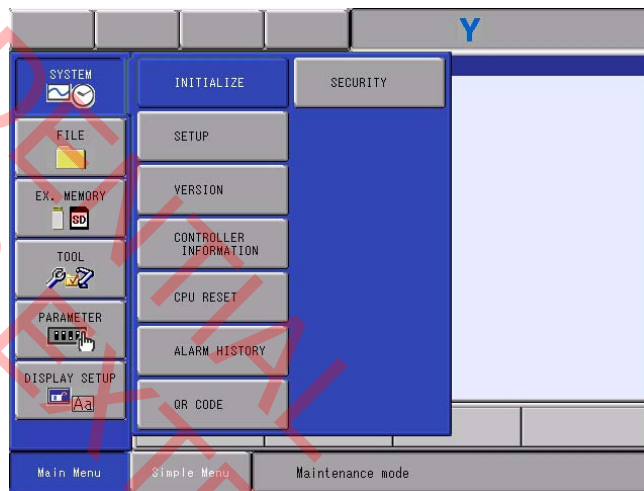 Y
SYSTEM
INITIALIZE
SECURITY
FILE
SETUP
EX. MEMORY
SD
VERSION
TOOL
CONTROLLER
INFORMATION
PARAMETER
CPU RESET
DISPLAY SETUP
Aa
ALARM HISTORY
QR CODE
Main Menu
Simple Menu
Maintenance mode